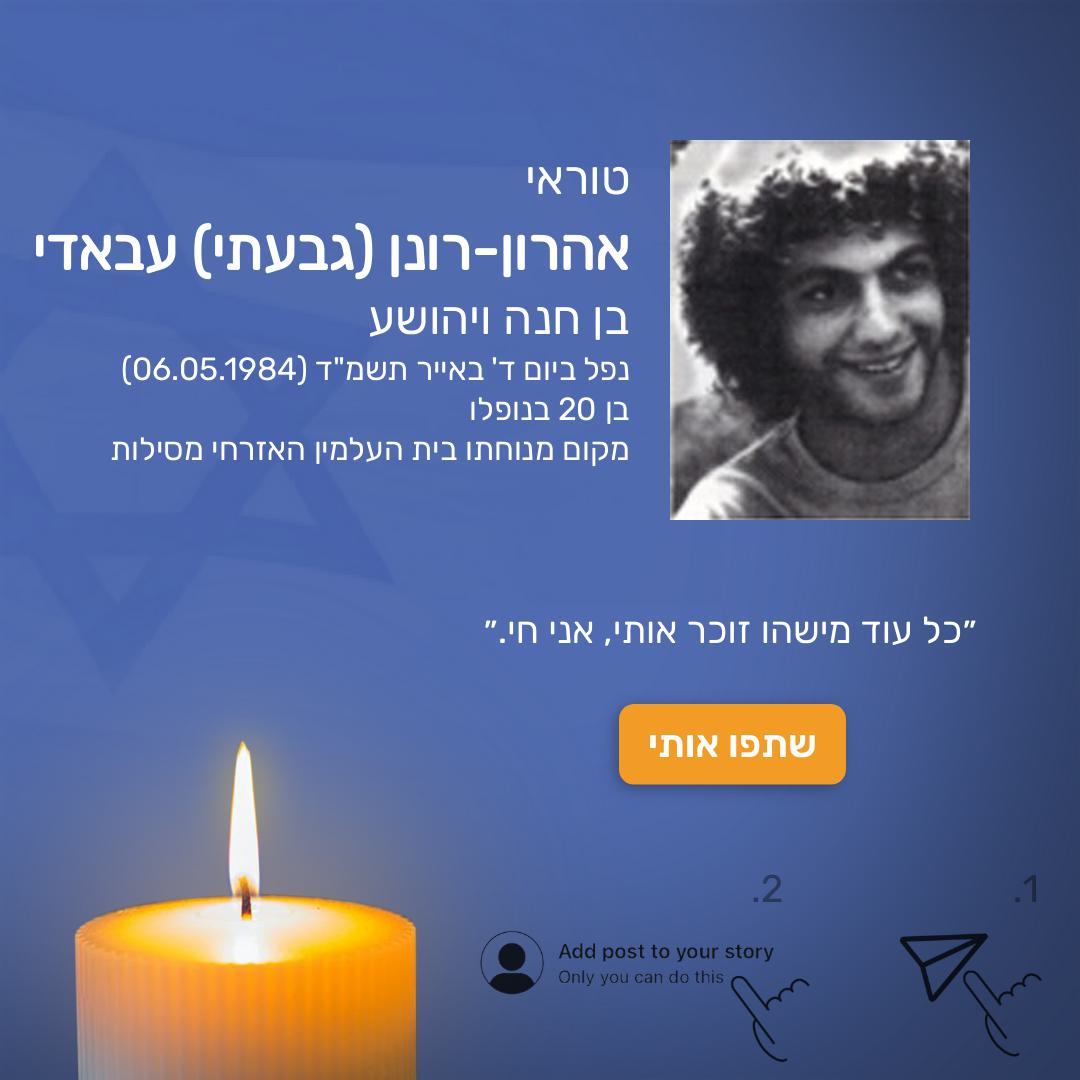 טוראי
אהרון-רונן (גבעתי) עבאדי
בן חנה ויהושע
נפל ביום ד' באייר תשמ"ד (06.05.1984)
בן 20 בנופלו
מקום מנוחתו בית העלמין האזרחי מסילות
״כל עוד מישהו זוכר אותי, אני חי.״
שתפו אותי
.1
.2
Add post to your story
Only you can do this